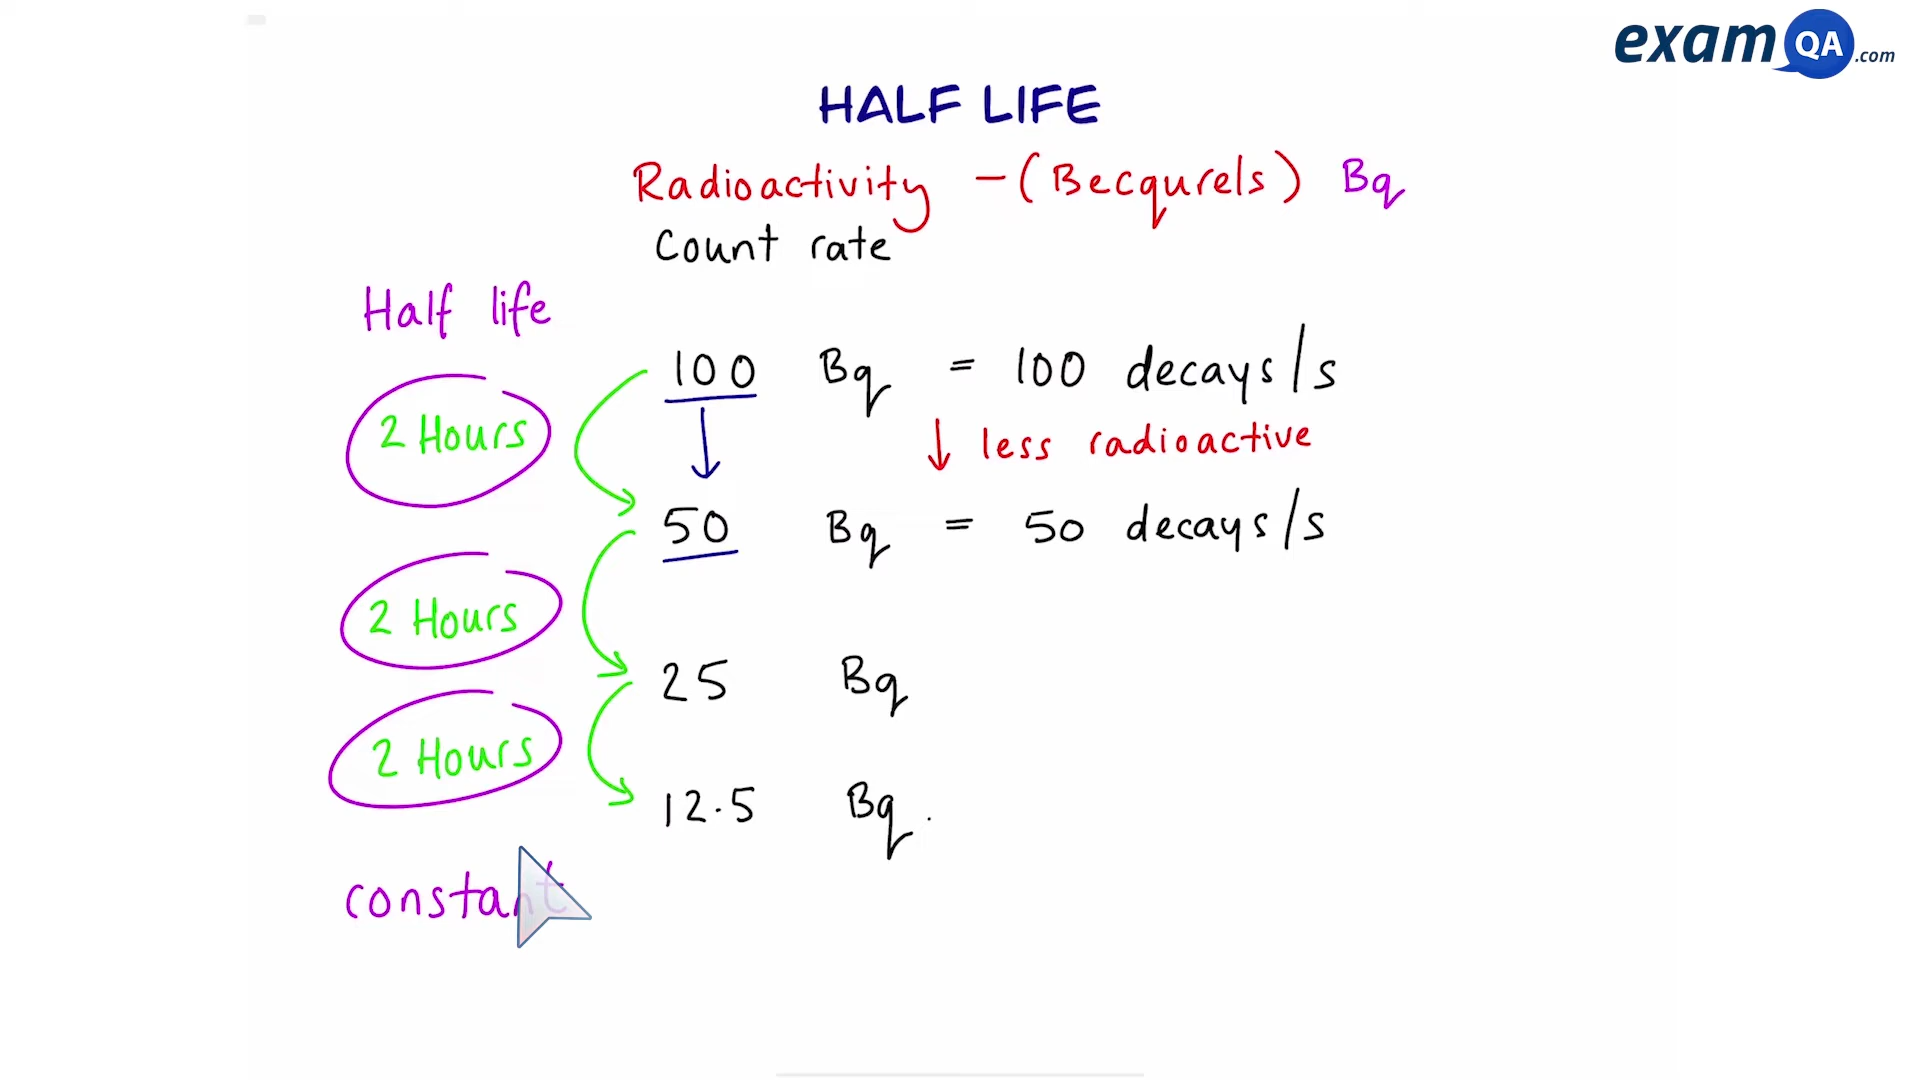 examQA.com
HALF LIFE
Radioactivity - (Becqurels) Bq
Count rate
Half life
100 Bq = 100 decays/s
2 Hours
↓ less radioactive
50 Bq = 50 decays/s
2 Hours
25 Bq
2 Hours
12.5 Bq.
constant